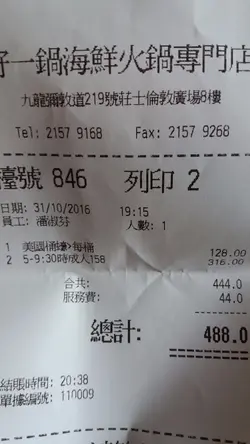 好一鍋海鮮火鍋專門店
九龍彌敦道219號莊士倫敦廣場8樓
Tel: 2157 9168 Fax: 2157 9268
檯號 846 列印 2
日期: 31/10/2016 19:15
員工: 潘淑芬 人數: 1
1 美國桶蠔>每桶 128.00
2 5-9:30時成人158 316.00
合共: 444.0
服務費: 44.0
總計: 488.0
結賬時間: 20:38
單據編號: 110009